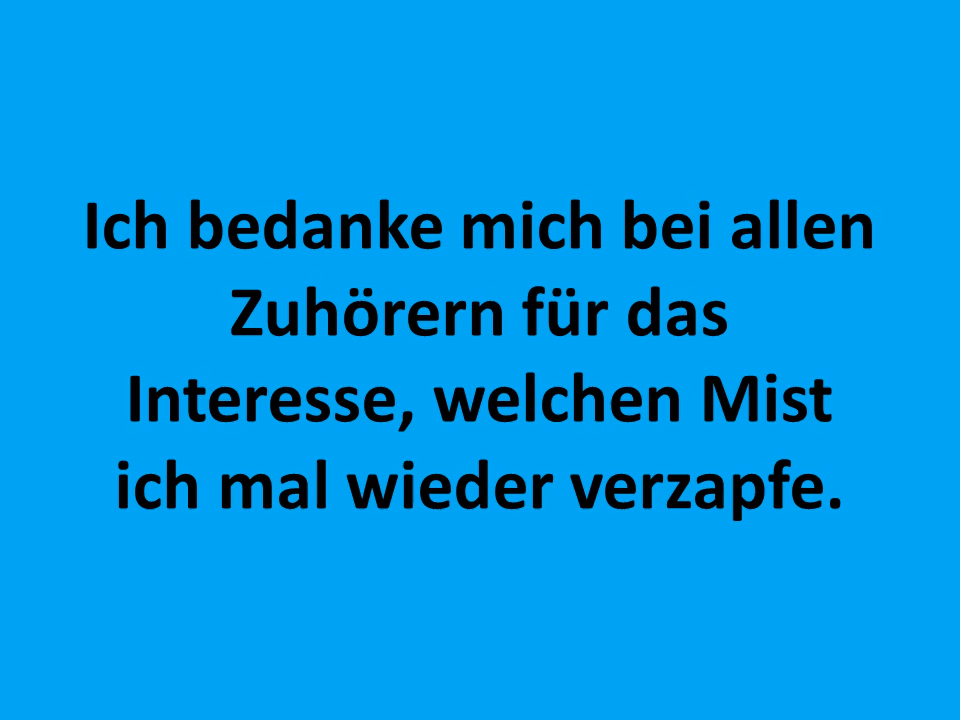 Ich bedanke mich bei allen
Zuhörern für das
Interesse, welchen Mist
ich mal wieder verzapfe.